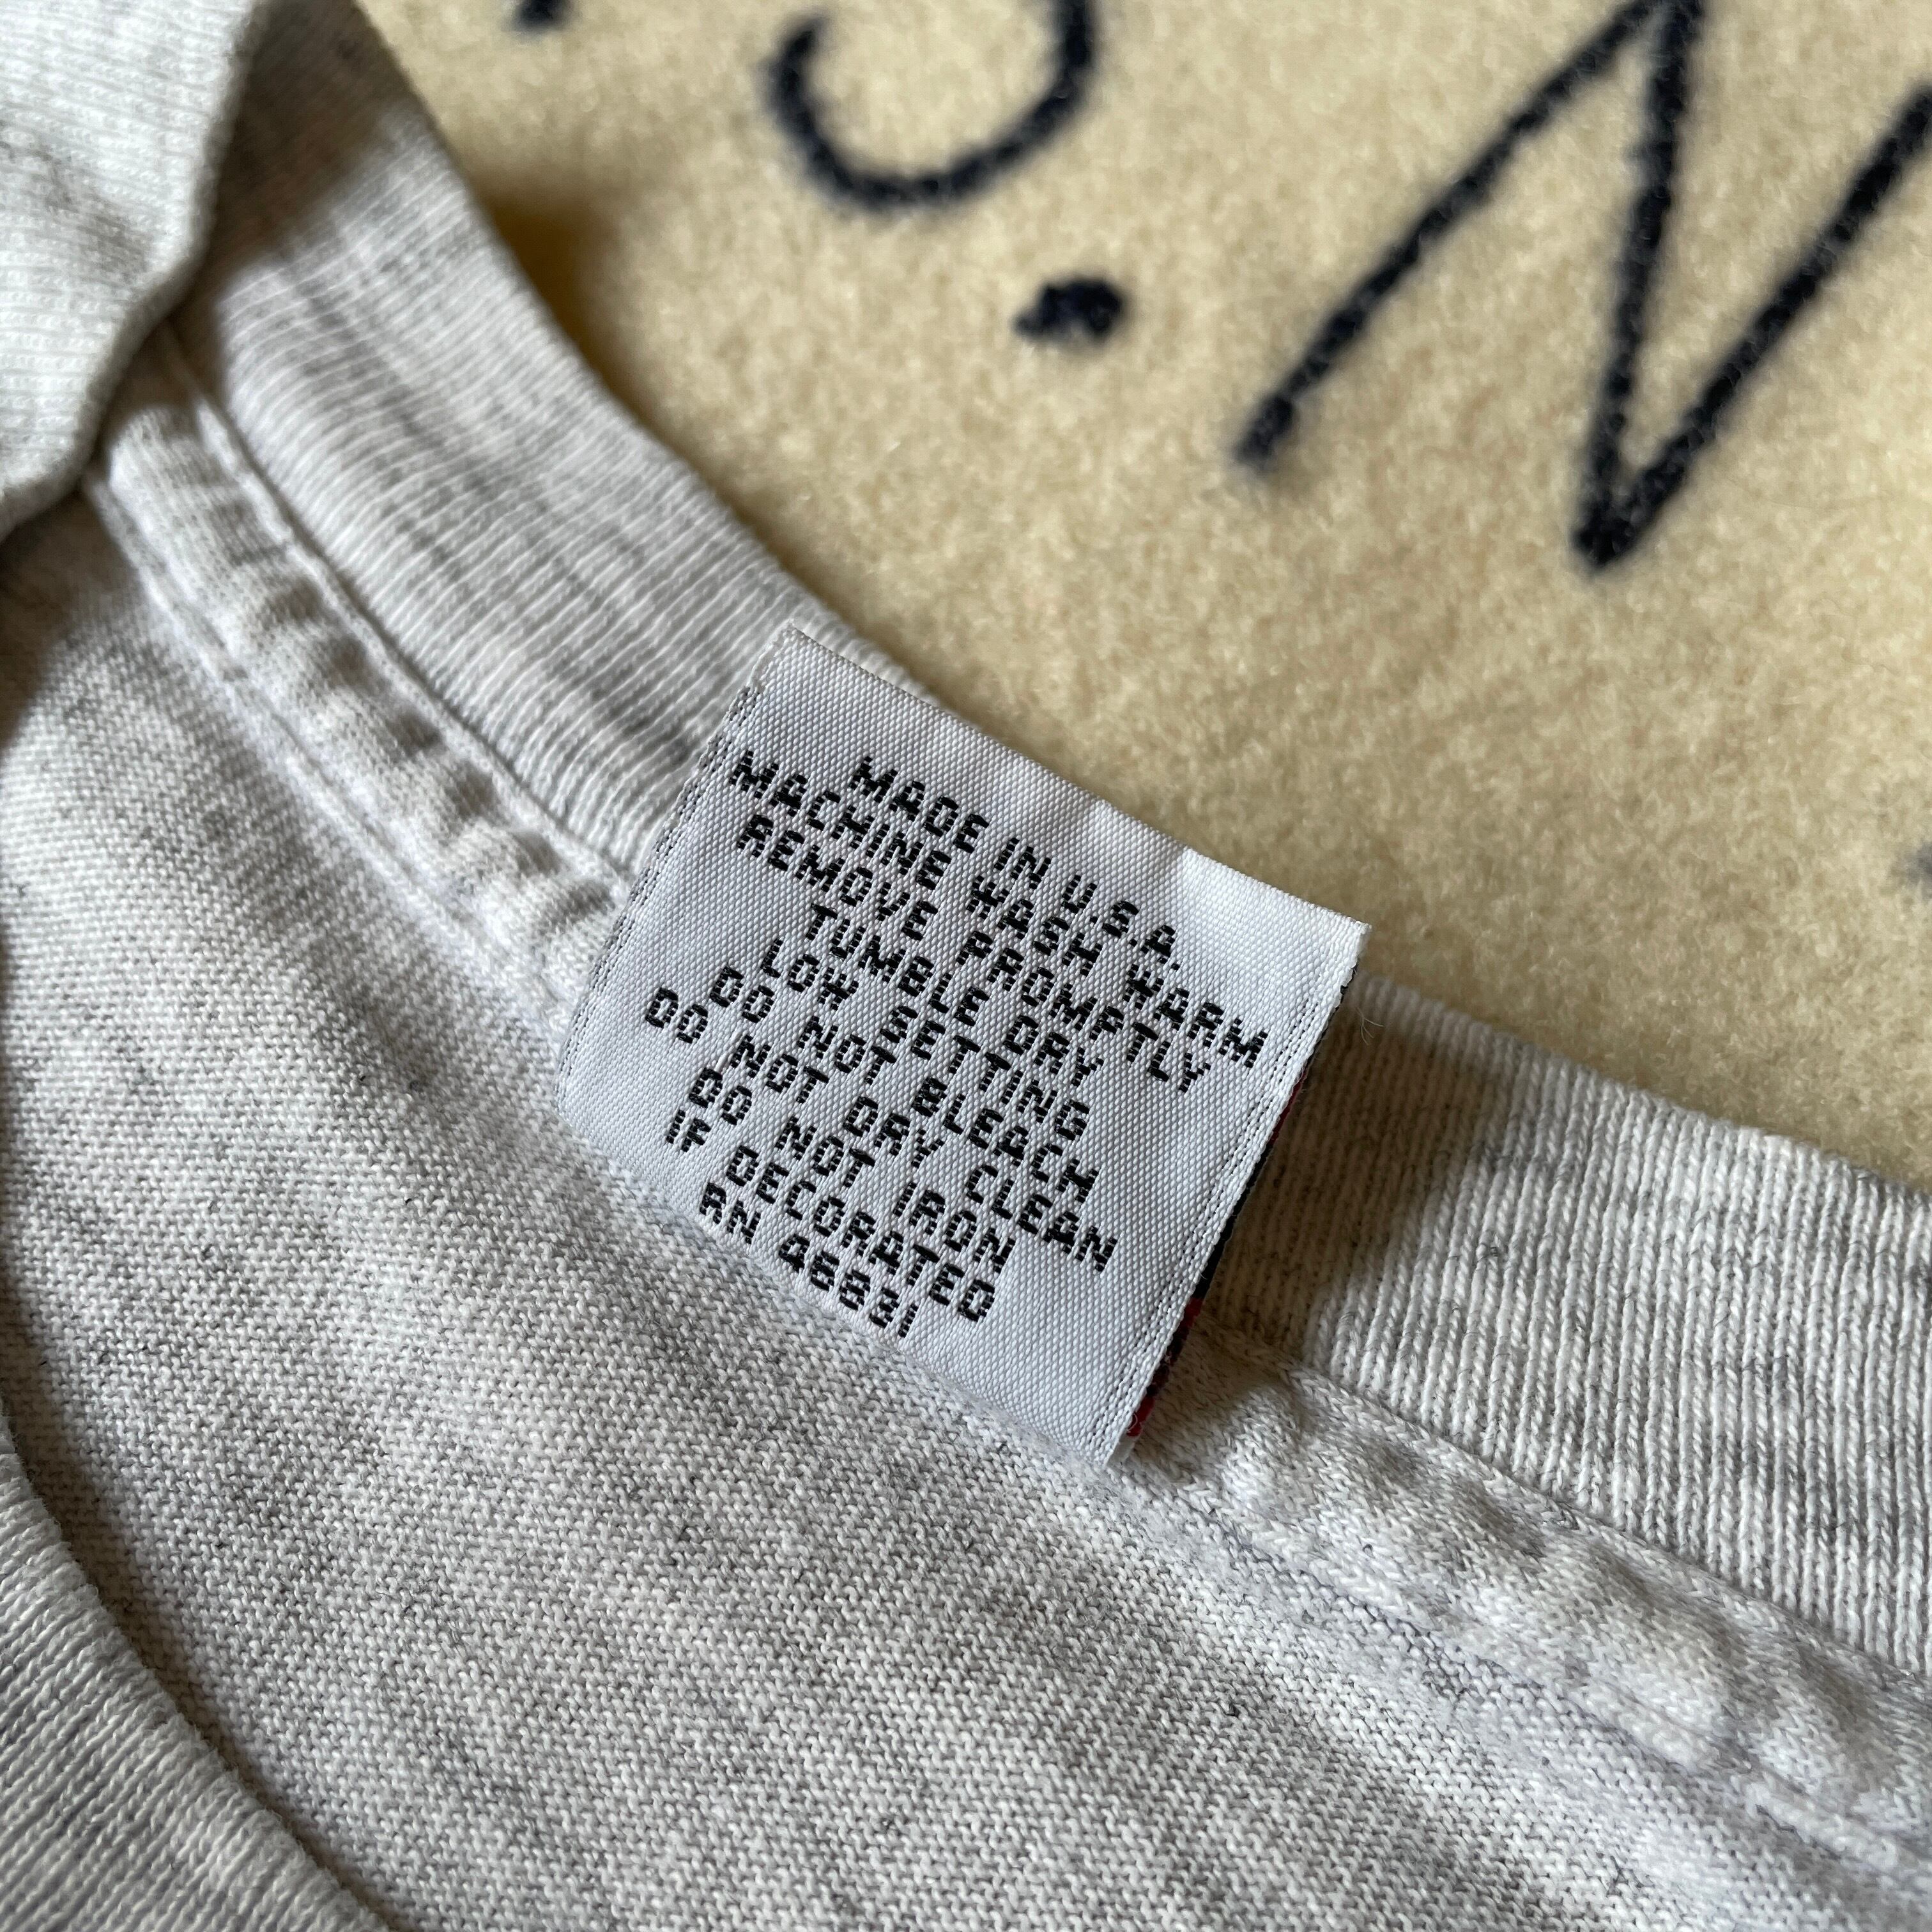 MADE IN U.S.A.
MACHINE WASH WARM
REMOVE PROMPTLY
TUMBLE DRY
LOW SETTING
DO NOT BLEACH
DO NOT DRY CLEAN
DO NOT IRON
IF DECORATED
RN 46831